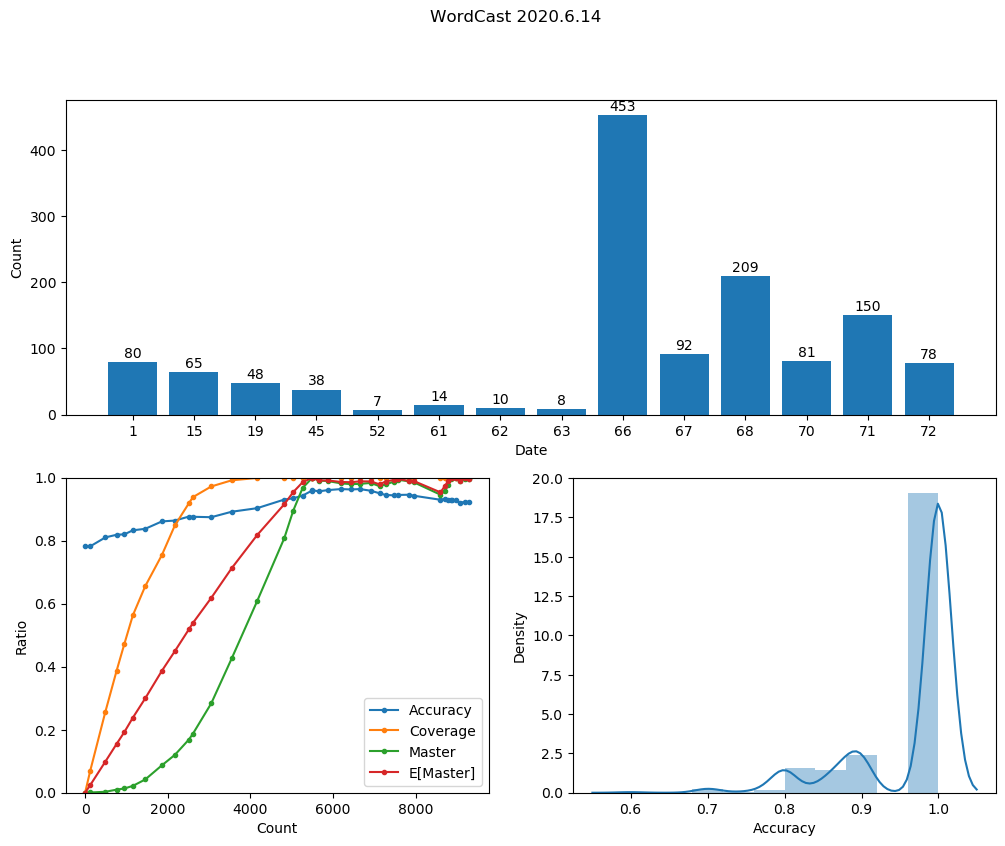 WordCast 2020.6.14
Count
400
300
200
100
0
80
65
48
38
7
14
10
8
453
92
209
81
150
78
1 15 19 45 52 61 62 63 66 67 68 70 71 72
Date
Ratio
1.0
0.8
0.6
0.4
0.2
0.0
Accuracy
Coverage
Master
E[Master]
0 2000 4000 6000 8000
Count
Density
20.0
17.5
15.0
12.5
10.0
7.5
5.0
2.5
0.0
0.6 0.7 0.8 0.9 1.0
Accuracy